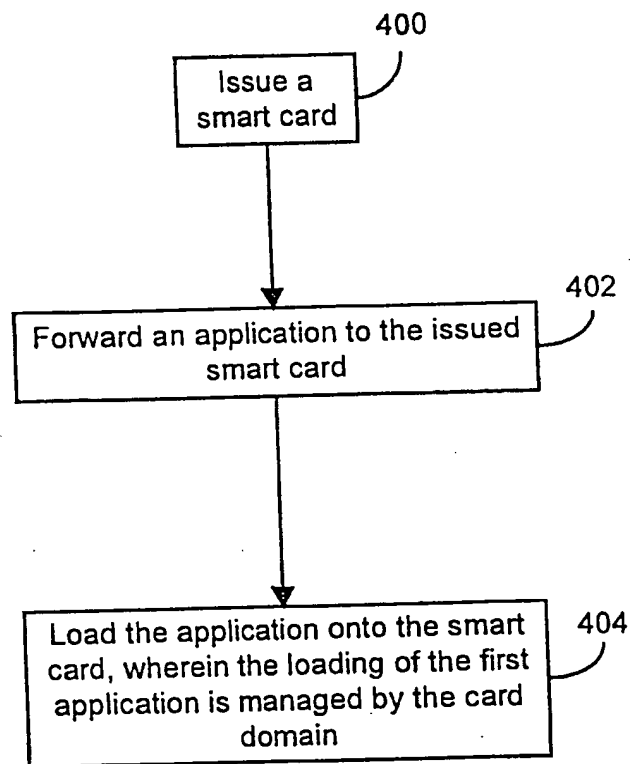 400
Issue a
smart card
402
Forward an application to the issued
smart card
404
Load the application onto the smart
card, wherein the loading of the first
application is managed by the card
domain